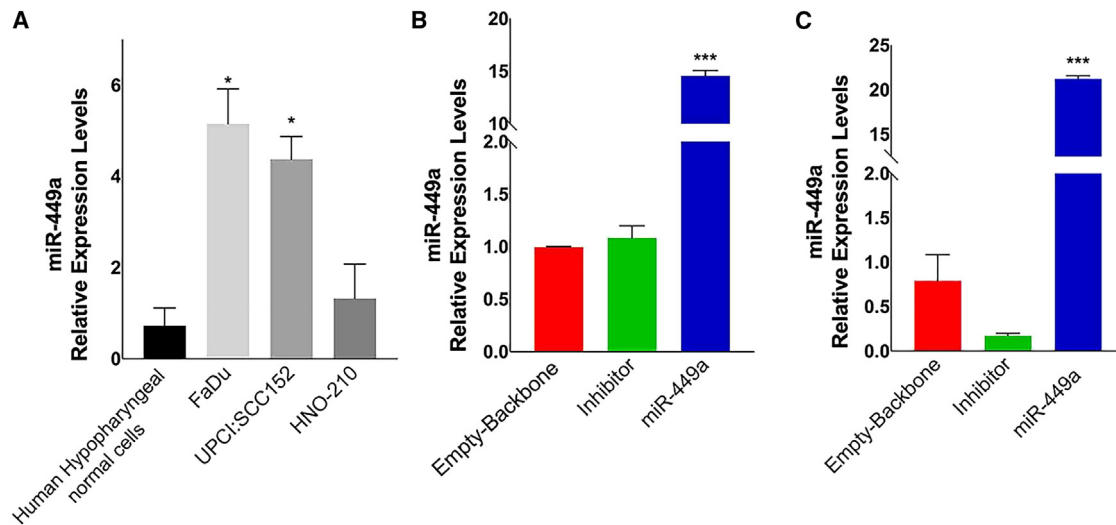 A
miR-449a
Relative Expression Levels
6
4
2
0
*
*
Human Hypopharyngeal
normal cells
FaDu
UPCI:SCC152
HNO-210
B
miR-449a
Relative Expression Levels
20
15
10
2.0
1.5
1.0
0.5
0.0
***
Empty-Backbone
Inhibitor
miR-449a
C
miR-449a
Relative Expression Levels
25
20
15
2.0
1.5
1.0
0.5
0.0
***
Empty-Backbone
Inhibitor
miR-449a